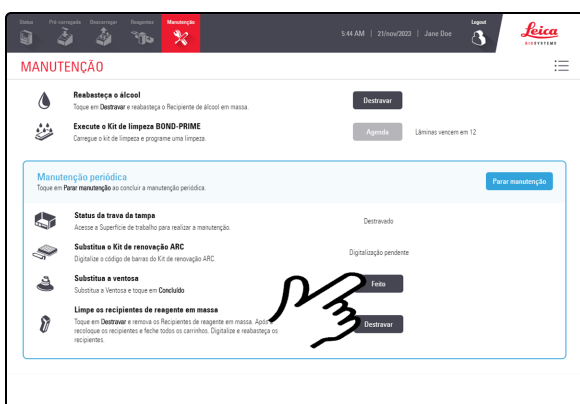 Status Pré-carregado Descarregar Reagentes Manutenção
5:44 AM | 21/nov/2023 | Jane Doe
Logout
Leica
BIOSYSTEMS
MANUTENÇÃO
Reabasteça o álcool
Toque em Destravar e reabasteça o Recipiente de álcool em massa.
Destravar
Execute o Kit de limpeza BOND-PRIME
Carregue o kit de limpeza e programe uma limpeza.
Agenda
Lâminas vencem em 12
Manutenção periódica
Toque em Parar manutenção ao concluir a manutenção periódica.
Parar manutenção
Status da trava da tampa
Acesse a Superfície de trabalho para realizar a manutenção.
Destravado
Substitua o Kit de renovação ARC
Digitalize o código de barras do Kit de renovação ARC.
Digitalização pendente
Substitua a ventosa
Substitua a Ventosa e toque em Concluído
Feito
Limpe os recipientes de reagente em massa
Toque em Destravar e remova os Recipientes de reagente em massa. Após
recoloque os recipientes e feche todos os carrinhos. Digitalize e reabasteça os
recipientes
Destravar